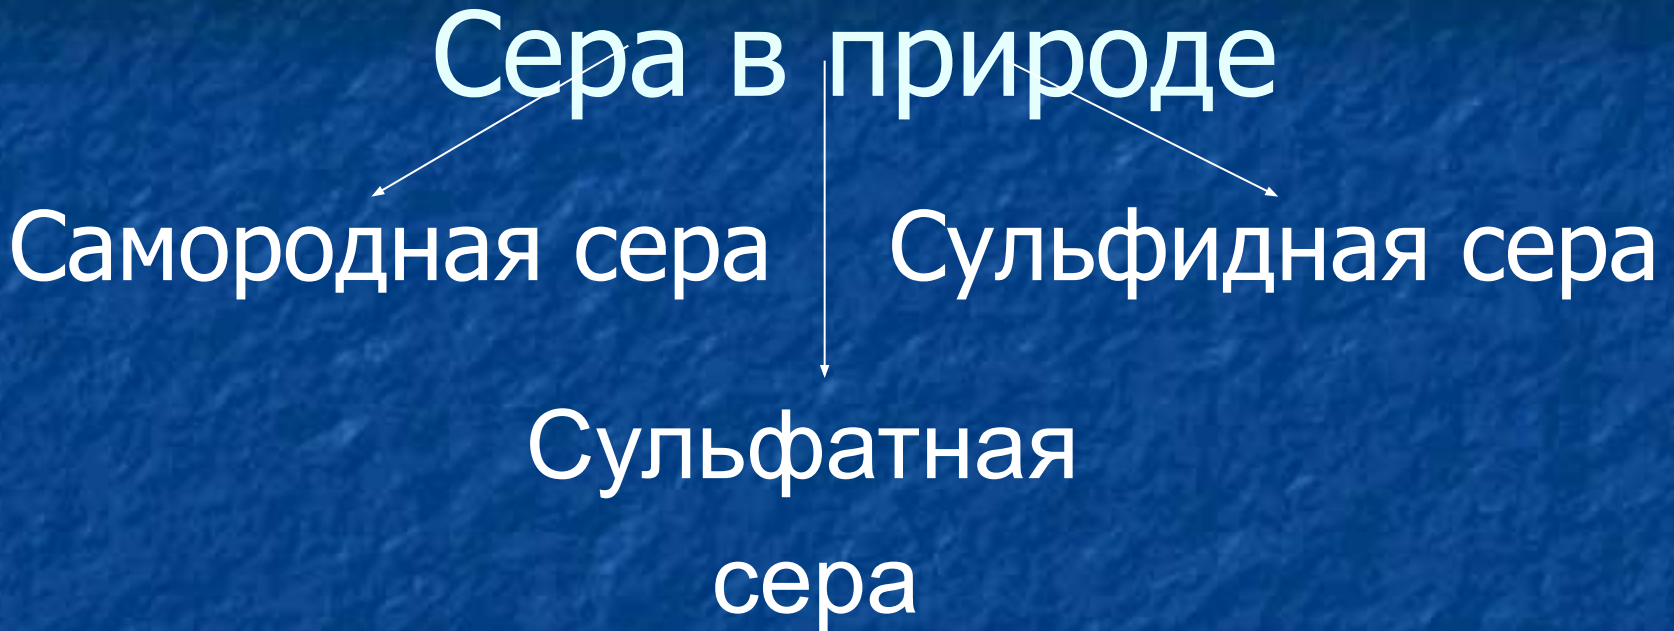 Сера в природе
Самородная сера
Сульфидная сера
Сульфатная
сера